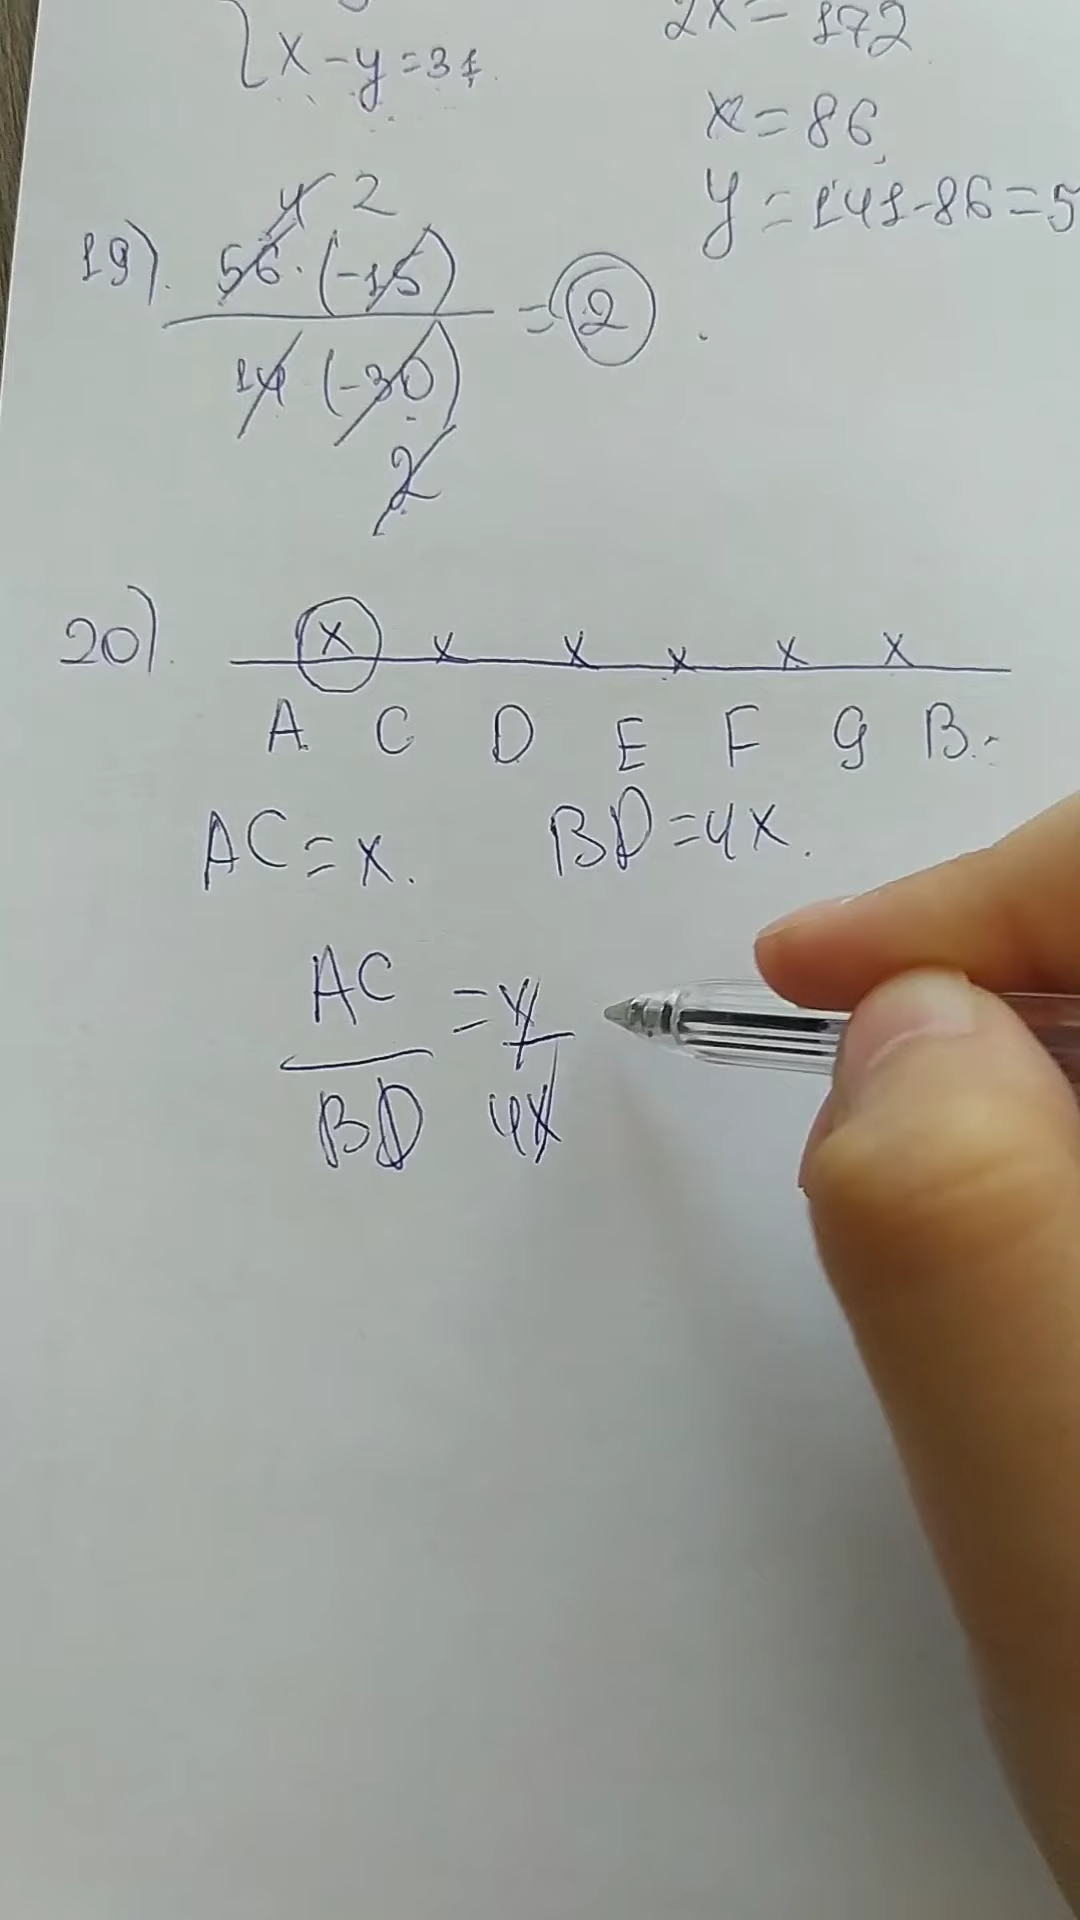 x-y=31.
2x=172
x=86,
y=141-86=5
19). 56·(-15) / 14 (-30) = 2
4 2
2
20).
x x x x x x
A C D E F G B.
AC=x. BD=4x.
AC / BD = x / 4x